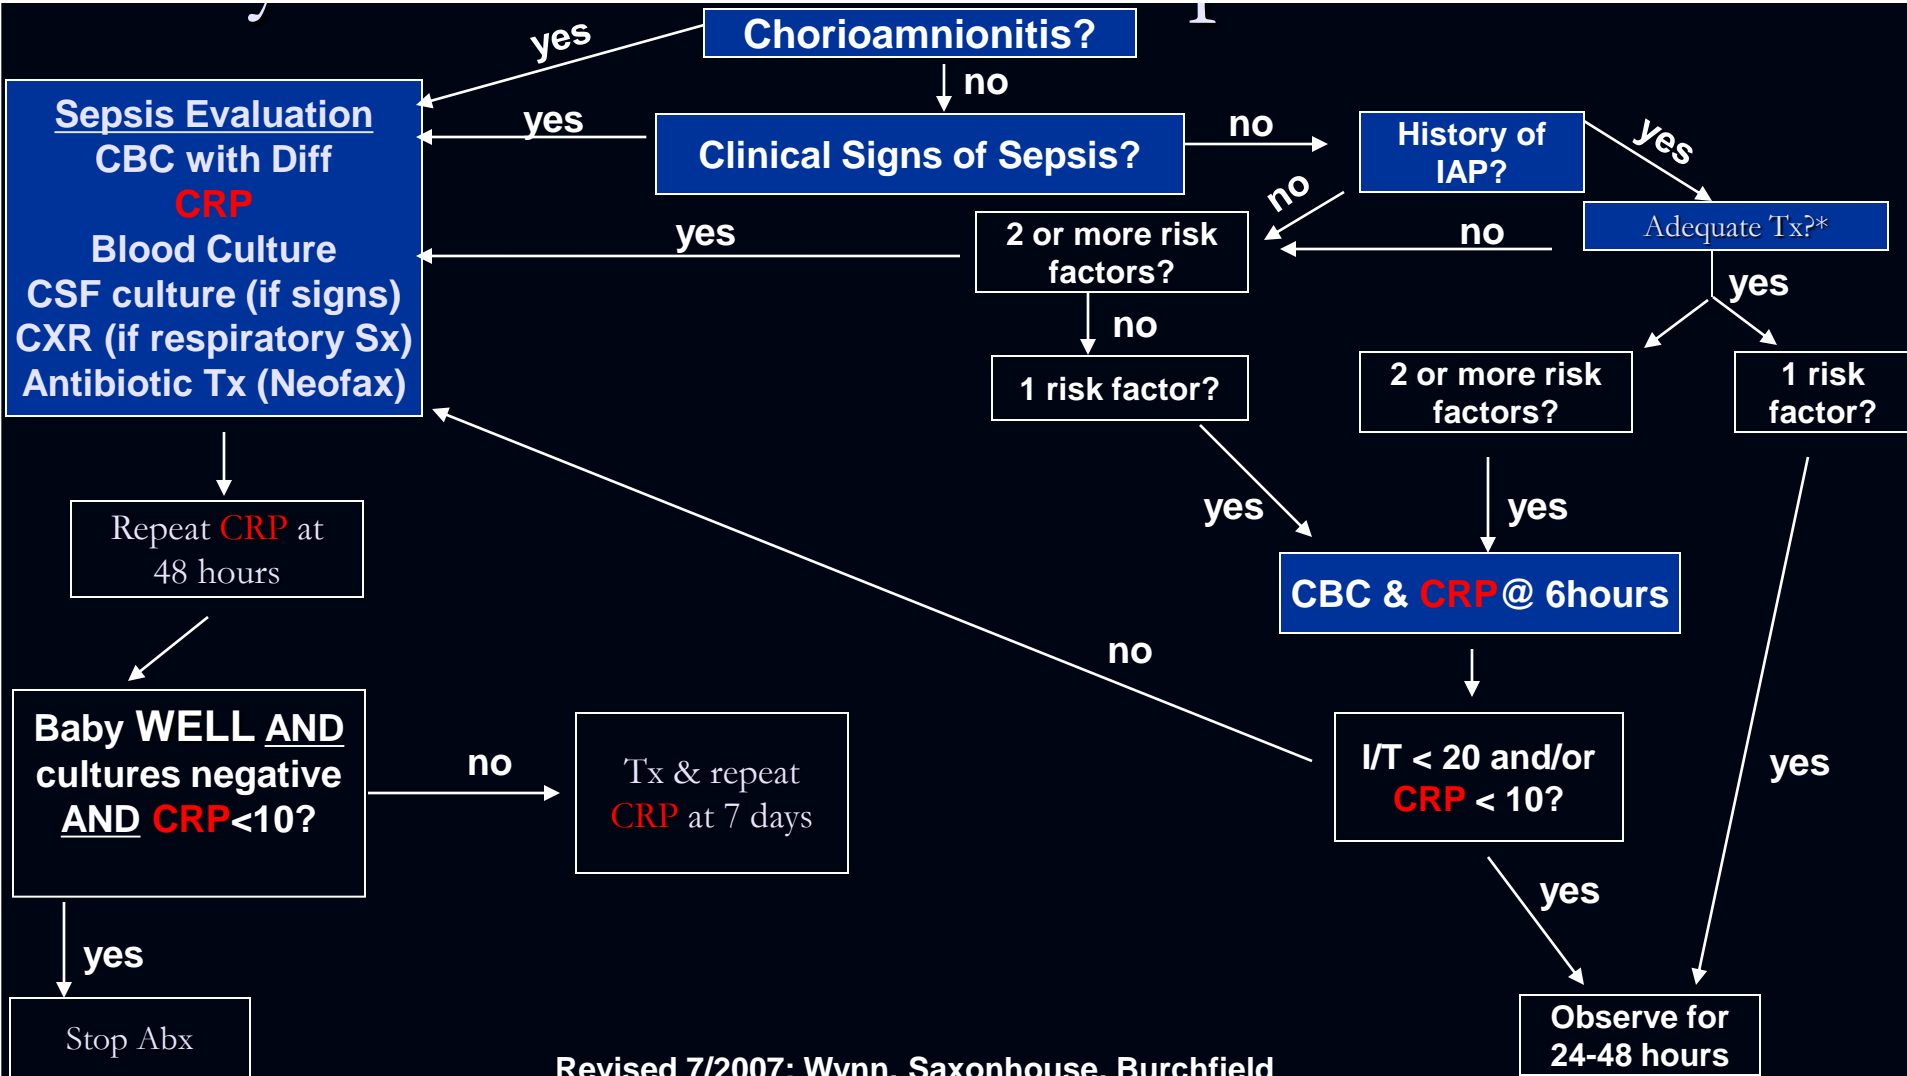 Chorioamnionitis?
yes
no
Sepsis Evaluation
CBC with Diff
CRP
Blood Culture
CSF culture (if signs)
CXR (if respiratory Sx)
Antibiotic Tx (Neofax)
yes
Clinical Signs of Sepsis?
no
History of
IAP?
yes
no
Adequate Tx?*
yes
2 or more risk
factors?
no
yes
no
1 risk factor?
2 or more risk
factors?
1 risk
factor?
yes
yes
Repeat CRP at
48 hours
CBC & CRP@ 6hours
no
Baby WELL AND
cultures negative
AND CRP<10?
no
Tx & repeat
CRP at 7 days
I/T < 20 and/or
CRP < 10?
yes
yes
yes
Stop Abx
Observe for
24-48 hours
Revised 7/2007: Wynn, Saxonhouse, Burchfield